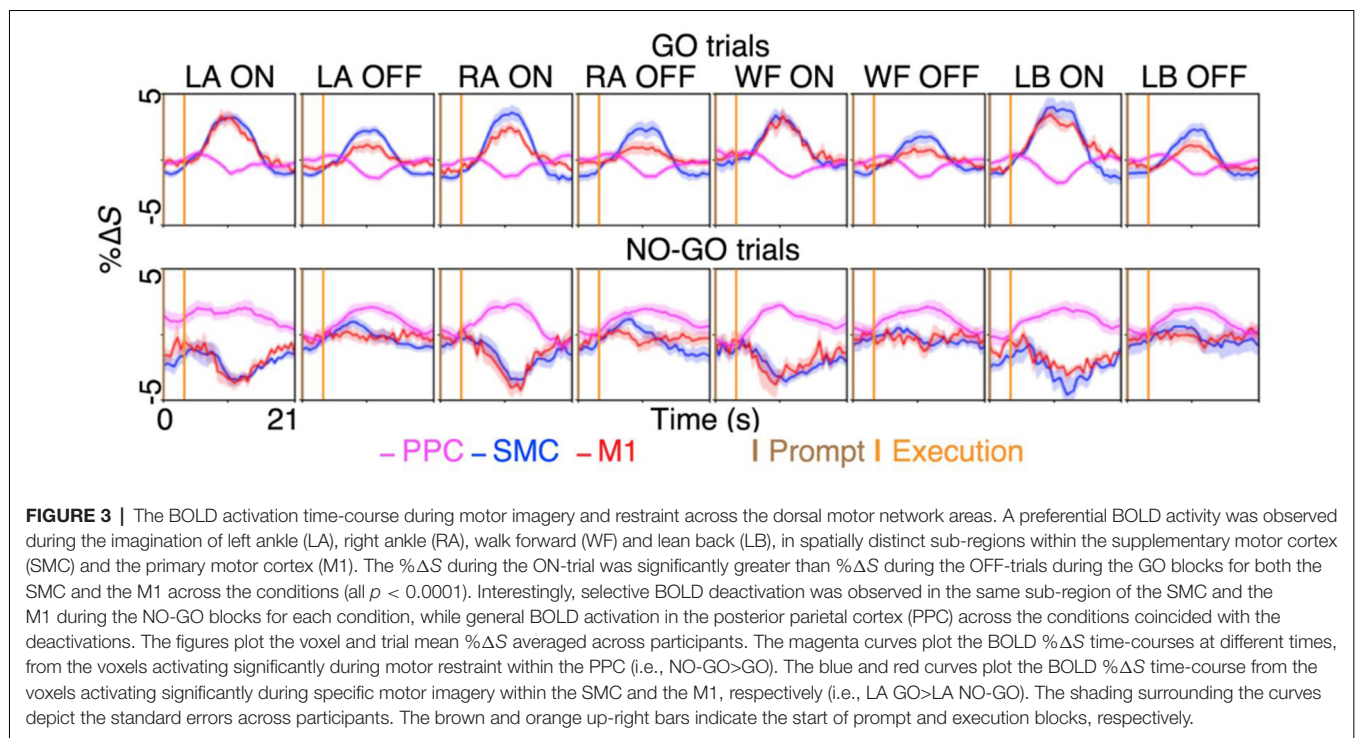 GO trials
LA ON LA OFF RA ON RA OFF WF ON WF OFF LB ON LB OFF
5
-5
%ΔS
NO-GO trials
5
-5
0 21 Time (s)
– PPC – SMC – M1 | Prompt | Execution
FIGURE 3 | The BOLD activation time-course during motor imagery and restraint across the dorsal motor network areas. A preferential BOLD activity was observed
during the imagination of left ankle (LA), right ankle (RA), walk forward (WF) and lean back (LB), in spatially distinct sub-regions within the supplementary motor cortex
(SMC) and the primary motor cortex (M1). The %ΔS during the ON-trial was significantly greater than %ΔS during the OFF-trials during the GO blocks for both the
SMC and the M1 across the conditions (all p < 0.0001). Interestingly, selective BOLD deactivation was observed in the same sub-region of the SMC and the
M1 during the NO-GO blocks for each condition, while general BOLD activation in the posterior parietal cortex (PPC) across the conditions coincided with the
deactivations. The figures plot the voxel and trial mean %ΔS averaged across participants. The magenta curves plot the BOLD %ΔS time-courses at different times,
from the voxels activating significantly during motor restraint within the PPC (i.e., NO-GO>GO). The blue and red curves plot the BOLD %ΔS time-course from the
voxels activating significantly during specific motor imagery within the SMC and the M1, respectively (i.e., LA GO>LA NO-GO). The shading surrounding the curves
depict the standard errors across participants. The brown and orange up-right bars indicate the start of prompt and execution blocks, respectively.